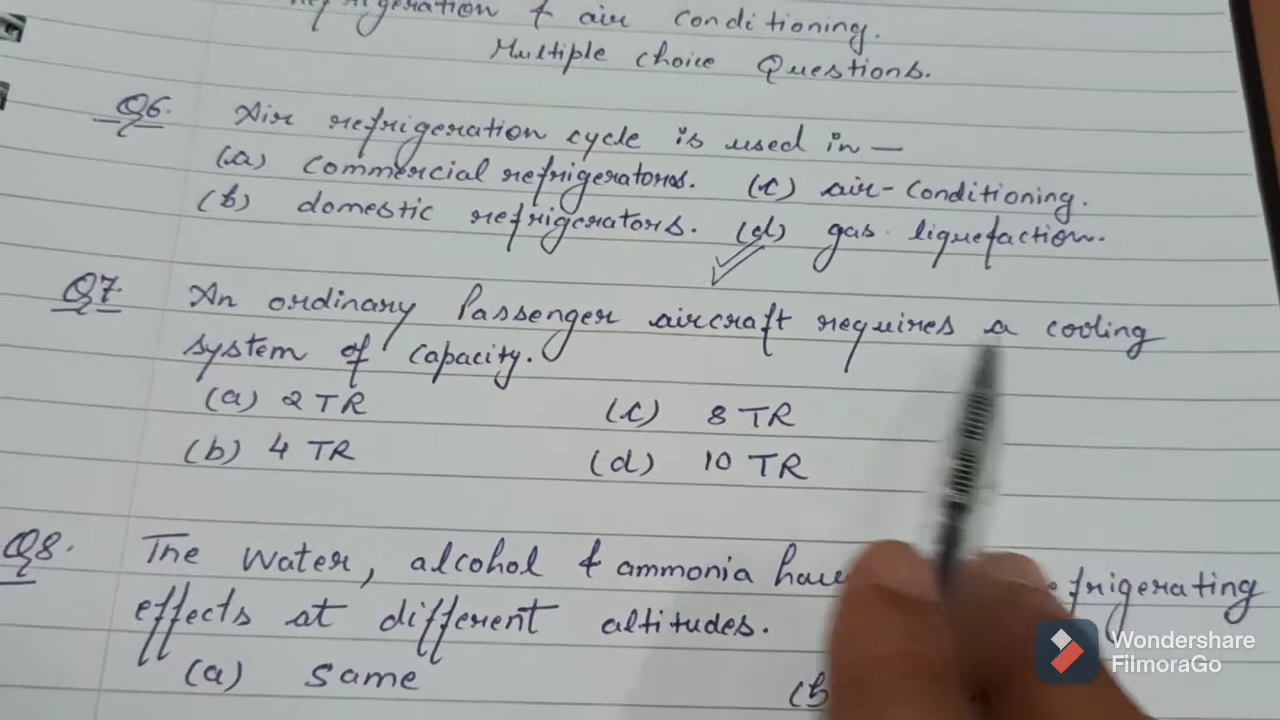 refrigeration & air conditioning.
Multiple choice Questions.
Q6. Air refrigeration cycle is used in —
(a) commercial refrigerators. (c) air-conditioning.
(b) domestic refrigerators. (d) gas liquefaction.
Q7. An ordinary Passenger aircraft requires a cooling
system of capacity.
(a) 2 TR (c) 8 TR
(b) 4 TR (d) 10 TR
Q8. The water, alcohol & ammonia have
effects at different altitudes.
(a) same (b
Wondershare
FilmoraGo